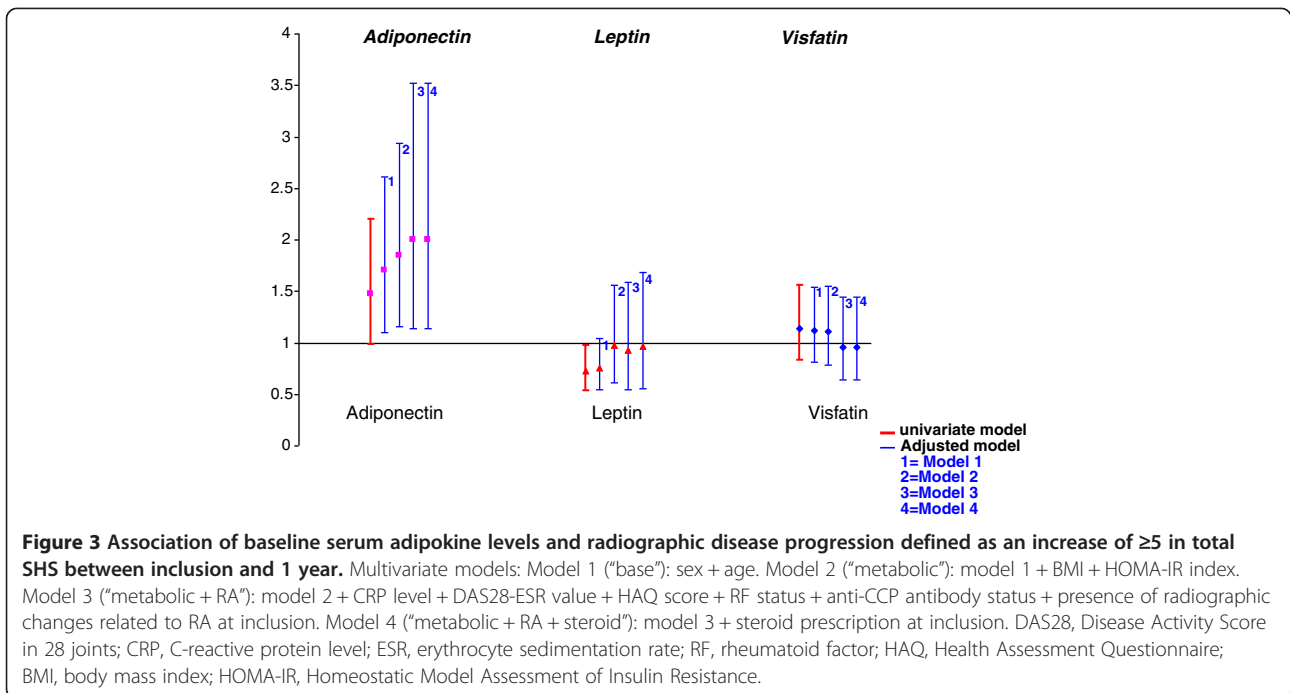 Adiponectin Leptin Visfatin
4
3.5
3
2.5
2
1.5
1
0.5
0
1
2
3 4
1
2
3
4
1 2
3 4
Adiponectin Leptin Visfatin
univariate model
Adjusted model
1= Model 1
2=Model 2
3=Model 3
4=Model 4
Figure 3 Association of baseline serum adipokine levels and radiographic disease progression defined as an increase of ≥5 in total
SHS between inclusion and 1 year. Multivariate models: Model 1 (“base”): sex + age. Model 2 (“metabolic”): model 1 + BMI + HOMA-IR index.
Model 3 (“metabolic + RA”): model 2 + CRP level + DAS28-ESR value + HAQ score + RF status + anti-CCP antibody status + presence of radiographic
changes related to RA at inclusion. Model 4 (“metabolic + RA + steroid”): model 3 + steroid prescription at inclusion. DAS28, Disease Activity Score
in 28 joints; CRP, C-reactive protein level; ESR, erythrocyte sedimentation rate; RF, rheumatoid factor; HAQ, Health Assessment Questionnaire;
BMI, body mass index; HOMA-IR, Homeostatic Model Assessment of Insulin Resistance.